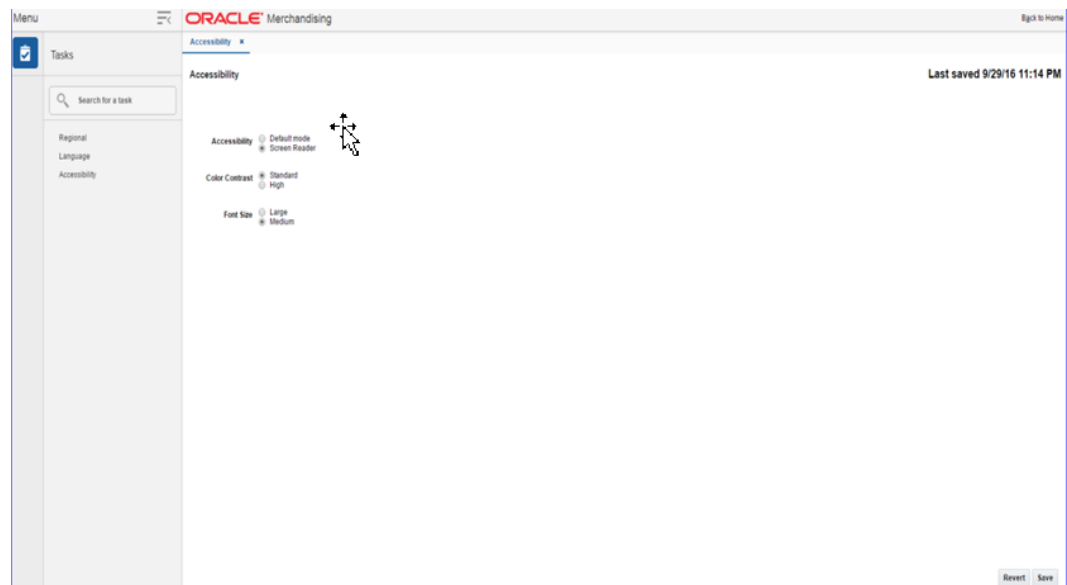 Menu
ORACLE® Merchandising
Back to Home
Tasks
Accessibility ×
Accessibility
Last saved 9/29/16 11:14 PM
Search for a task
Regional
Language
Accessibility
Accessibility
Default mode
Screen Reader
Color Contrast
Standard
High
Font Size
Large
Medium
Revert
Save